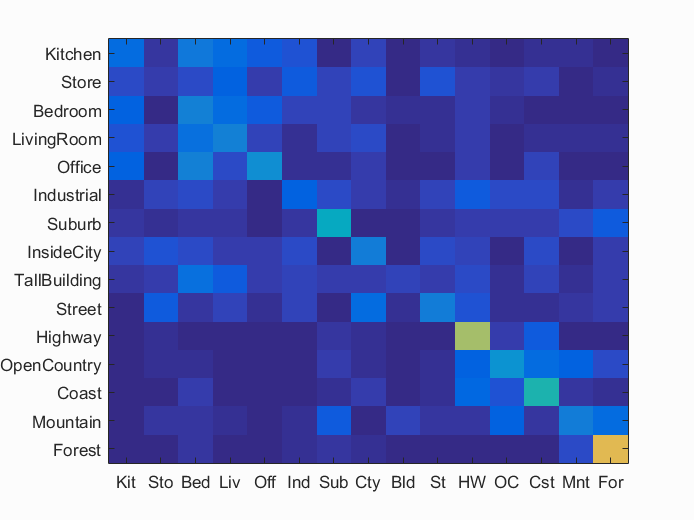 Kitchen
Store
Bedroom
LivingRoom
Office
Industrial
Suburb
InsideCity
TallBuilding
Street
Highway
OpenCountry
Coast
Mountain
Forest
Kit Sto Bed Liv Off Ind Sub Cty Bld St HW OC Cst Mnt For